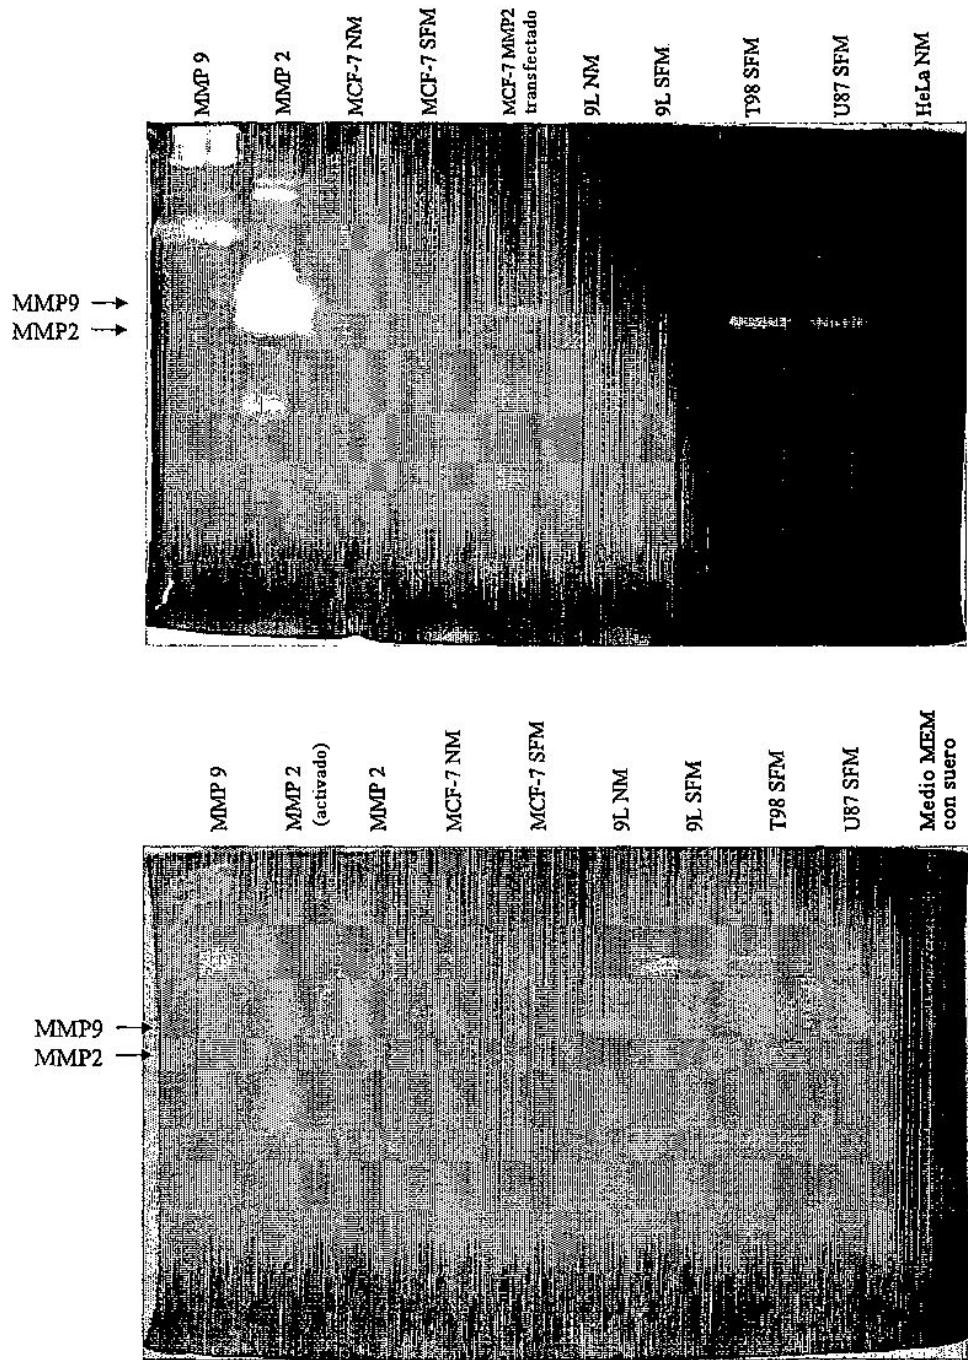 MMP 9
MMP 2
MCF-7 NM
MCF-7 SFM
MCF-7 MMP2
transfectado
9L NM
9L SFM.
T98 SFM
U87 SFM
HeLa NM
MMP9
MMP2
MMP 9
MMP 2
(activado)
MMP 2
MCF-7 NM
MCF-7 SFM
9L NM
9L SFM
T98 SFM
U87 SFM
Medio MEM
con suero
MMP9
MMP2